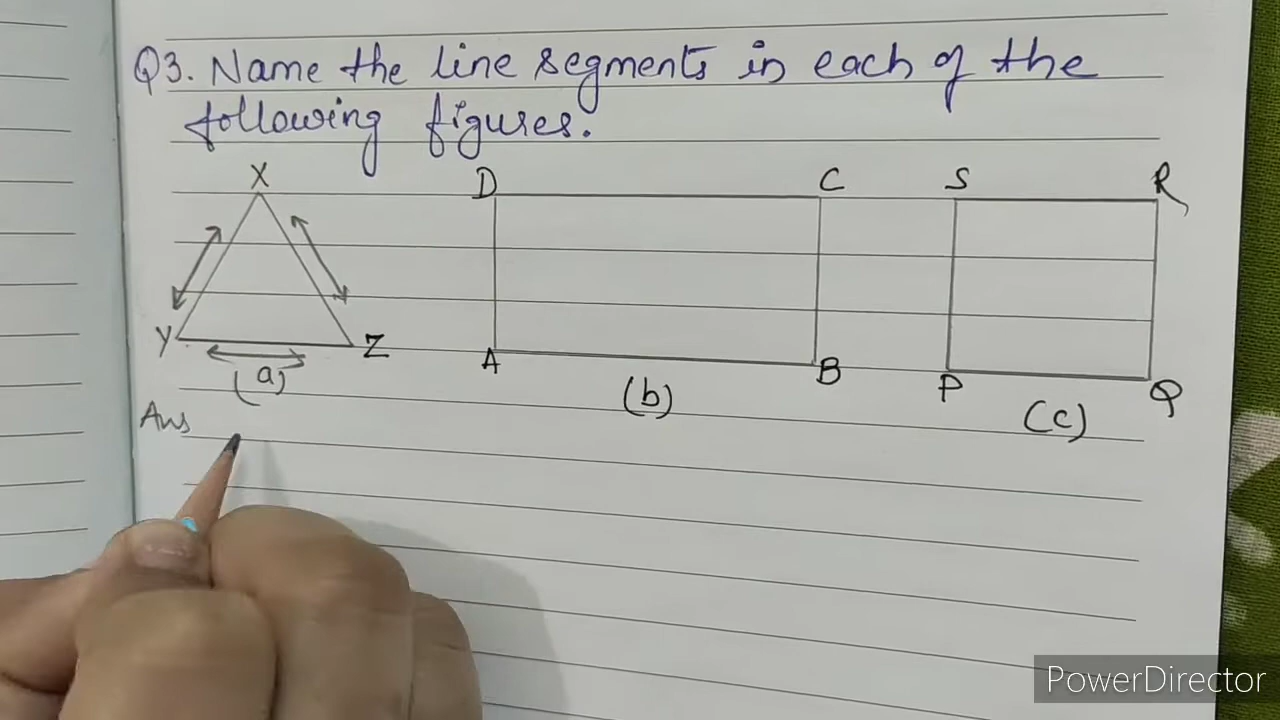 Q3. Name the line segments in each of the
following figures.
X D C S R
Y Z A B P Q
(a) (b) (c)
Ans
PowerDirector